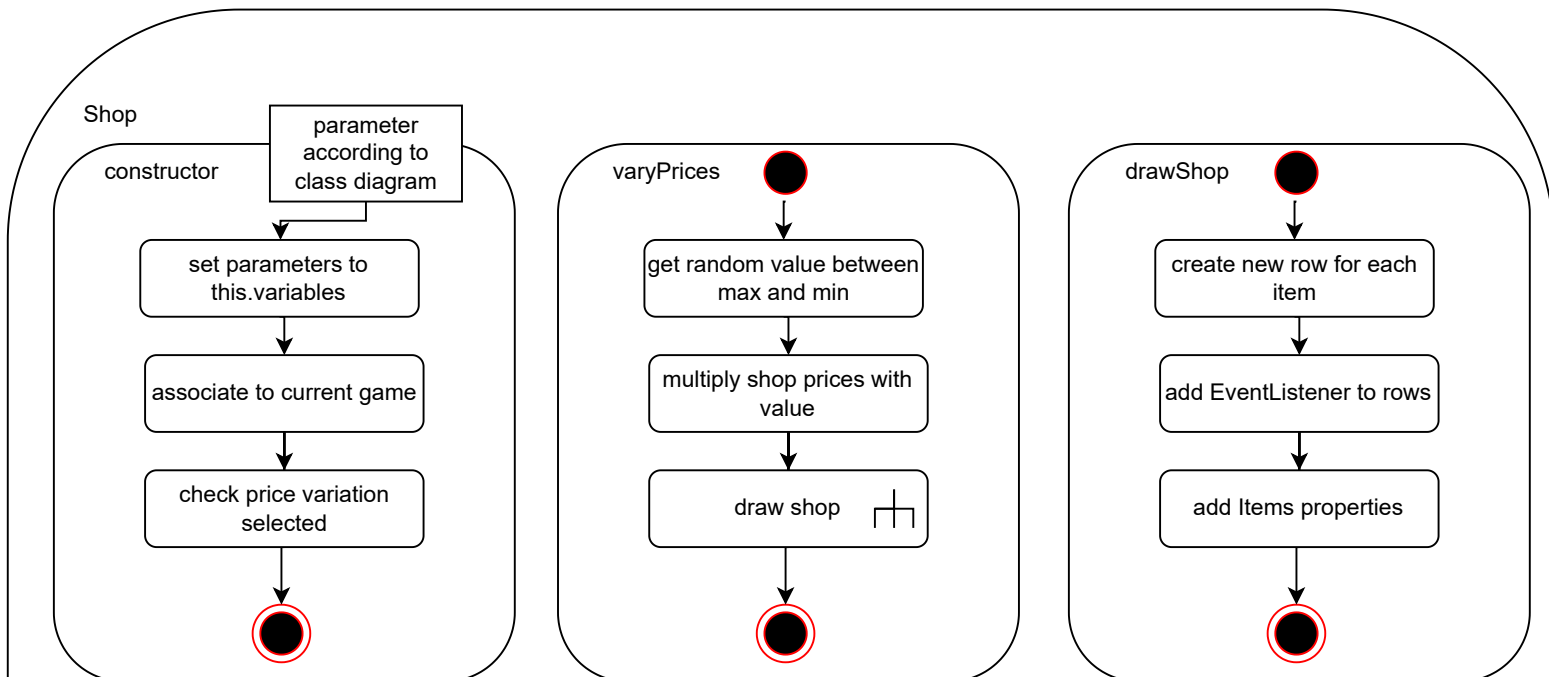 Shop
parameter
according to
class diagram
constructor
set parameters to
this.variables
associate to current game
check price variation
selected
varyPrices
get random value between
max and min
multiply shop prices with
value
draw shop
drawShop
create new row for each
item
add EventListener to rows
add Items properties